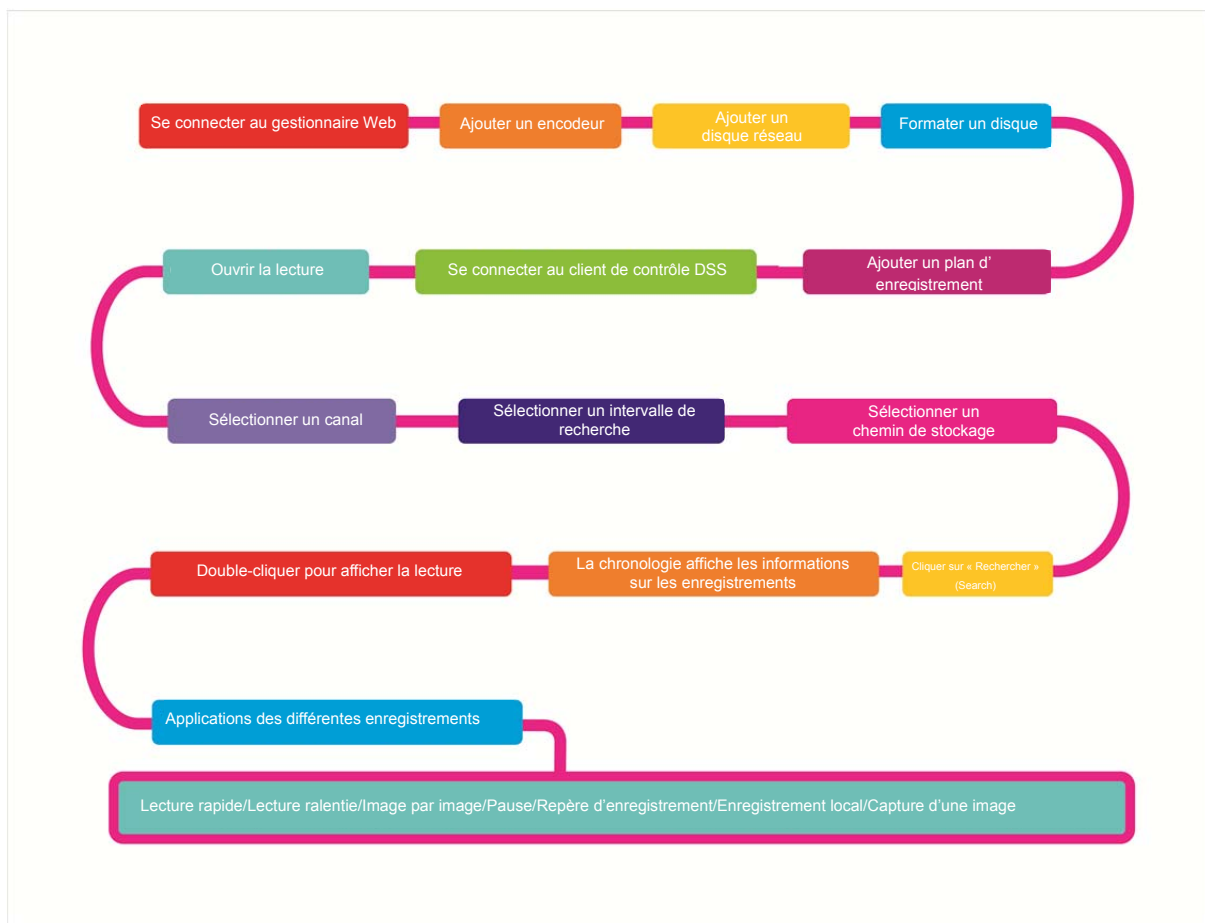 Se connecter au gestionnaire Web
Ajouter un encodeur
Ajouter un
disque réseau
Formater un disque
Ouvrir la lecture
Se connecter au client de contrôle DSS
Ajouter un plan d’
enregistrement
Sélectionner un canal
Sélectionner un intervalle de
recherche
Sélectionner un
chemin de stockage
Double-cliquer pour afficher la lecture
La chronologie affiche les informations
sur les enregistrements
Cliquer sur « Rechercher »
(Search)
Applications des différentes enregistrements
Lecture rapide/Lecture ralentie/Image par image/Pause/Repère d’enregistrement/Enregistrement local/Capture d’une image